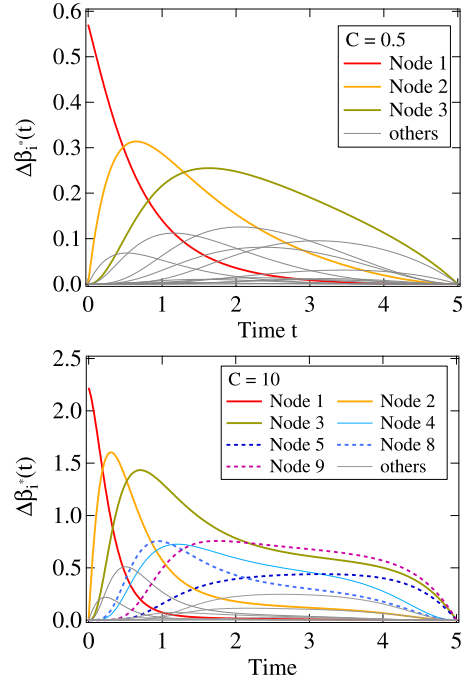 0.6
0.5
0.4
0.3
0.2
0.1
0.0
Δβi*(t)
C = 0.5
Node 1
Node 2
Node 3
others
0 1 2 3 4 5
Time t
2.5
2.0
1.5
1.0
0.5
0.0
Δβi*(t)
C = 10
Node 1 Node 2
Node 3 Node 4
Node 5 Node 8
Node 9 others
0 1 2 3 4 5
Time